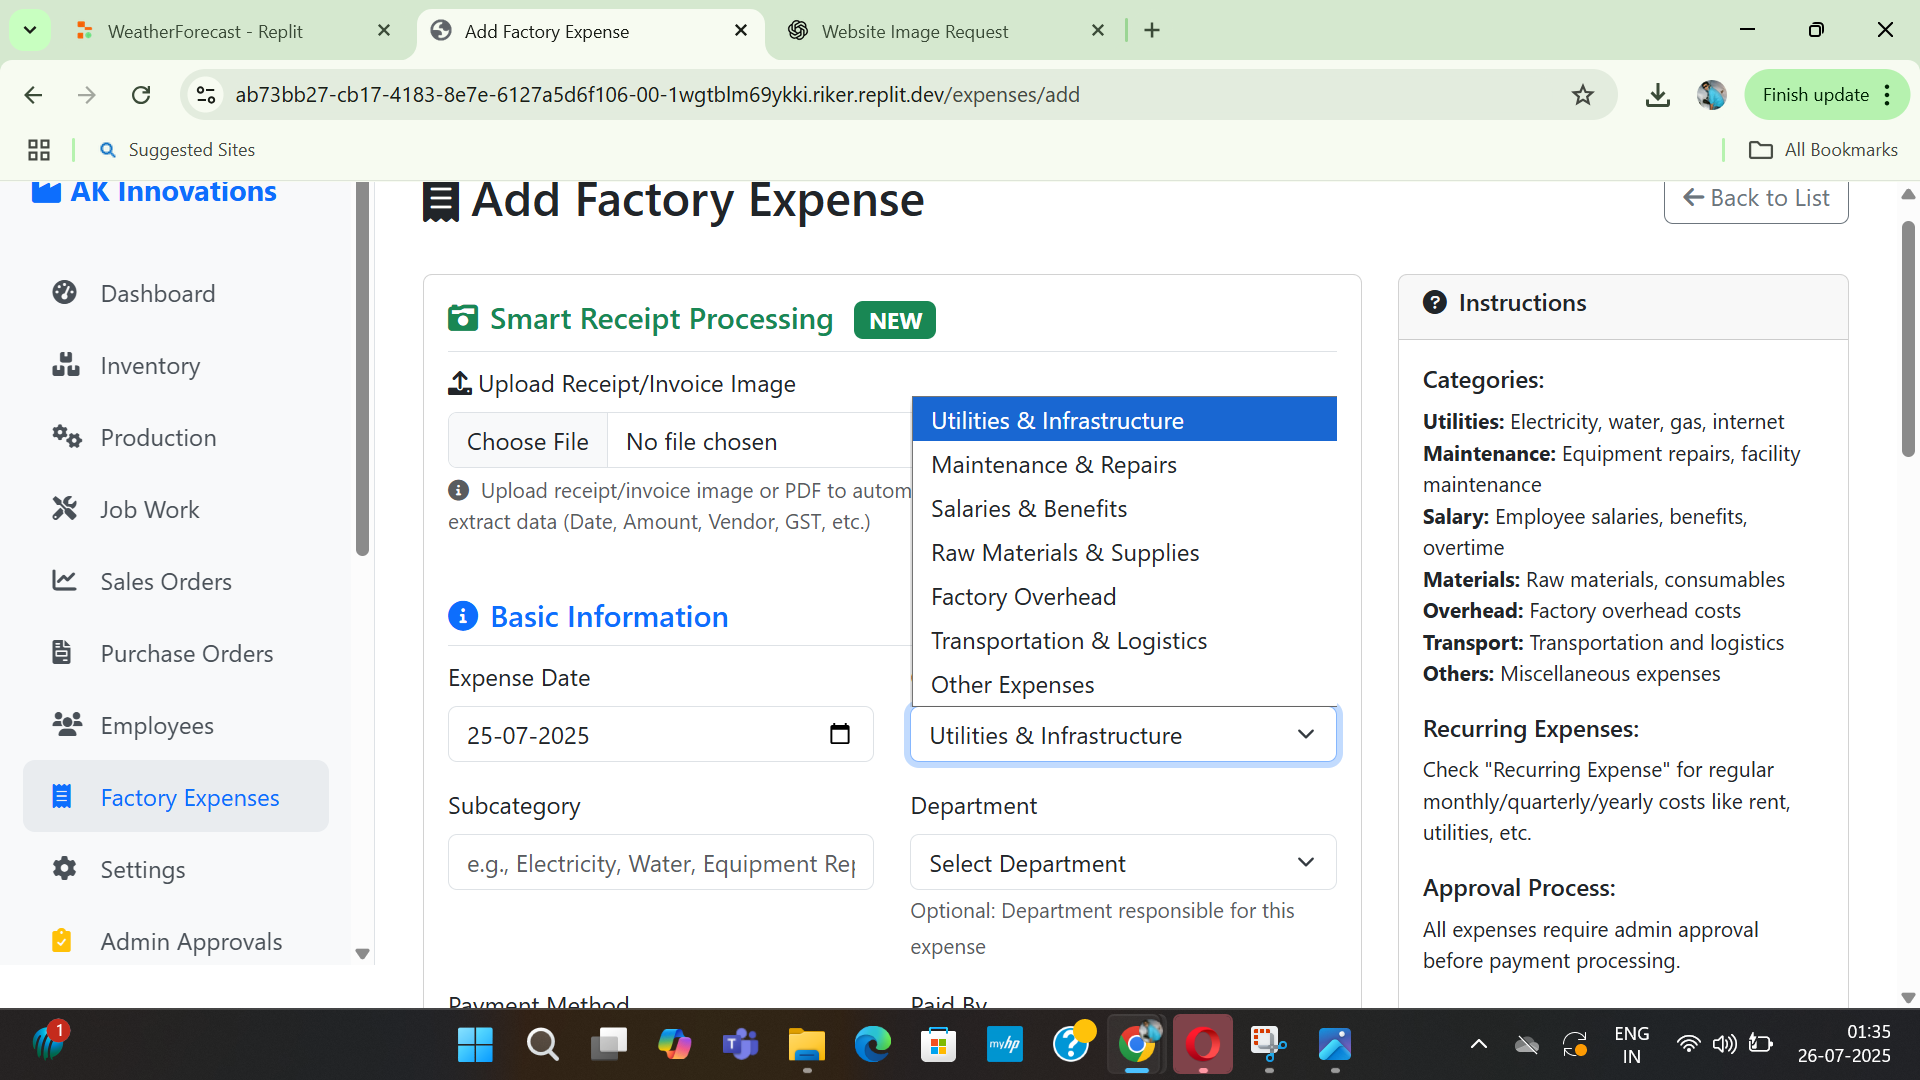 WeatherForecast - Replit
Add Factory Expense
Website Image Request
ab73bb27-cb17-4183-8e7e-6127a5d6f106-00-1wgtblm69ykki.riker.replit.dev/expenses/add
Finish update
Suggested Sites
All Bookmarks
AK Innovations
Dashboard
Inventory
Production
Job Work
Sales Orders
Purchase Orders
Employees
Factory Expenses
Settings
Admin Approvals
Add Factory Expense
Back to List
Smart Receipt Processing NEW
Upload Receipt/Invoice Image
Choose File No file chosen
Upload receipt/invoice image or PDF to autom
extract data (Date, Amount, Vendor, GST, etc.)
Utilities & Infrastructure
Maintenance & Repairs
Salaries & Benefits
Raw Materials & Supplies
Factory Overhead
Transportation & Logistics
Other Expenses
Basic Information
Expense Date
25-07-2025
Utilities & Infrastructure
Subcategory
Department
e.g., Electricity, Water, Equipment Rep
Select Department
Optional: Department responsible for this
expense
Payment Method
Paid By
Instructions
Categories:
Utilities: Electricity, water, gas, internet
Maintenance: Equipment repairs, facility
maintenance
Salary: Employee salaries, benefits,
overtime
Materials: Raw materials, consumables
Overhead: Factory overhead costs
Transport: Transportation and logistics
Others: Miscellaneous expenses
Recurring Expenses:
Check "Recurring Expense" for regular
monthly/quarterly/yearly costs like rent,
utilities, etc.
Approval Process:
All expenses require admin approval
before payment processing.
1
myhp
ENG
IN
01:35
26-07-2025